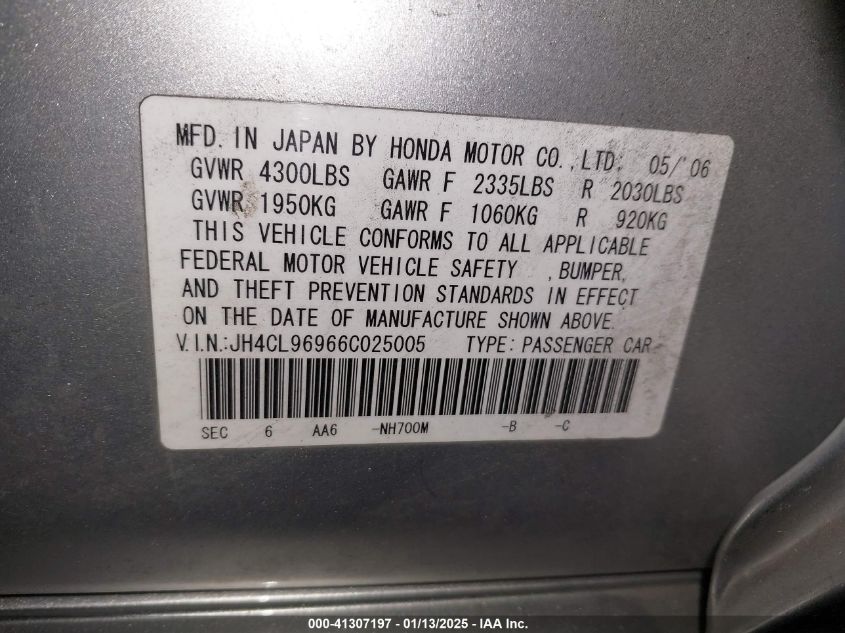 MFD. IN JAPAN BY HONDA MOTOR CO., LTD. 05/'06
GVWR 4300LBS GAWR F 2335LBS R 2030LBS
GVWR 1950KG GAWR F 1060KG R 920KG
THIS VEHICLE CONFORMS TO ALL APPLICABLE
FEDERAL MOTOR VEHICLE SAFETY , BUMPER,
AND THEFT PREVENTION STANDARDS IN EFFECT
ON THE DATE OF MANUFACTURE SHOWN ABOVE.
V.I.N.:JH4CL96966C025005 TYPE: PASSENGER CAR
SEC 6 AA6 -NH700M -B -C
000-41307197 - 01/13/2025 - © IAA Inc.